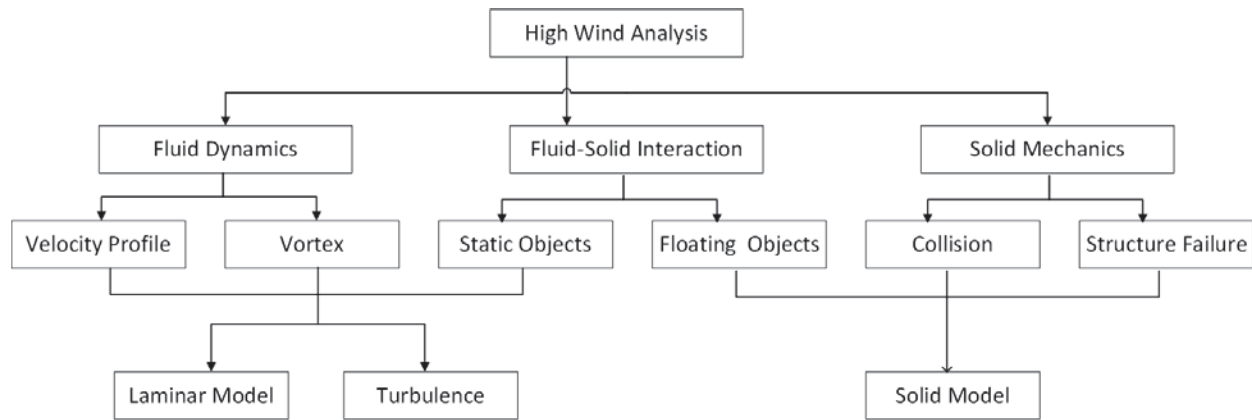 High Wind Analysis
Fluid Dynamics
Fluid-Solid Interaction
Solid Mechanics
Velocity Profile
Vortex
Static Objects
Floating Objects
Collision
Structure Failure
Laminar Model
Turbulence
Solid Model